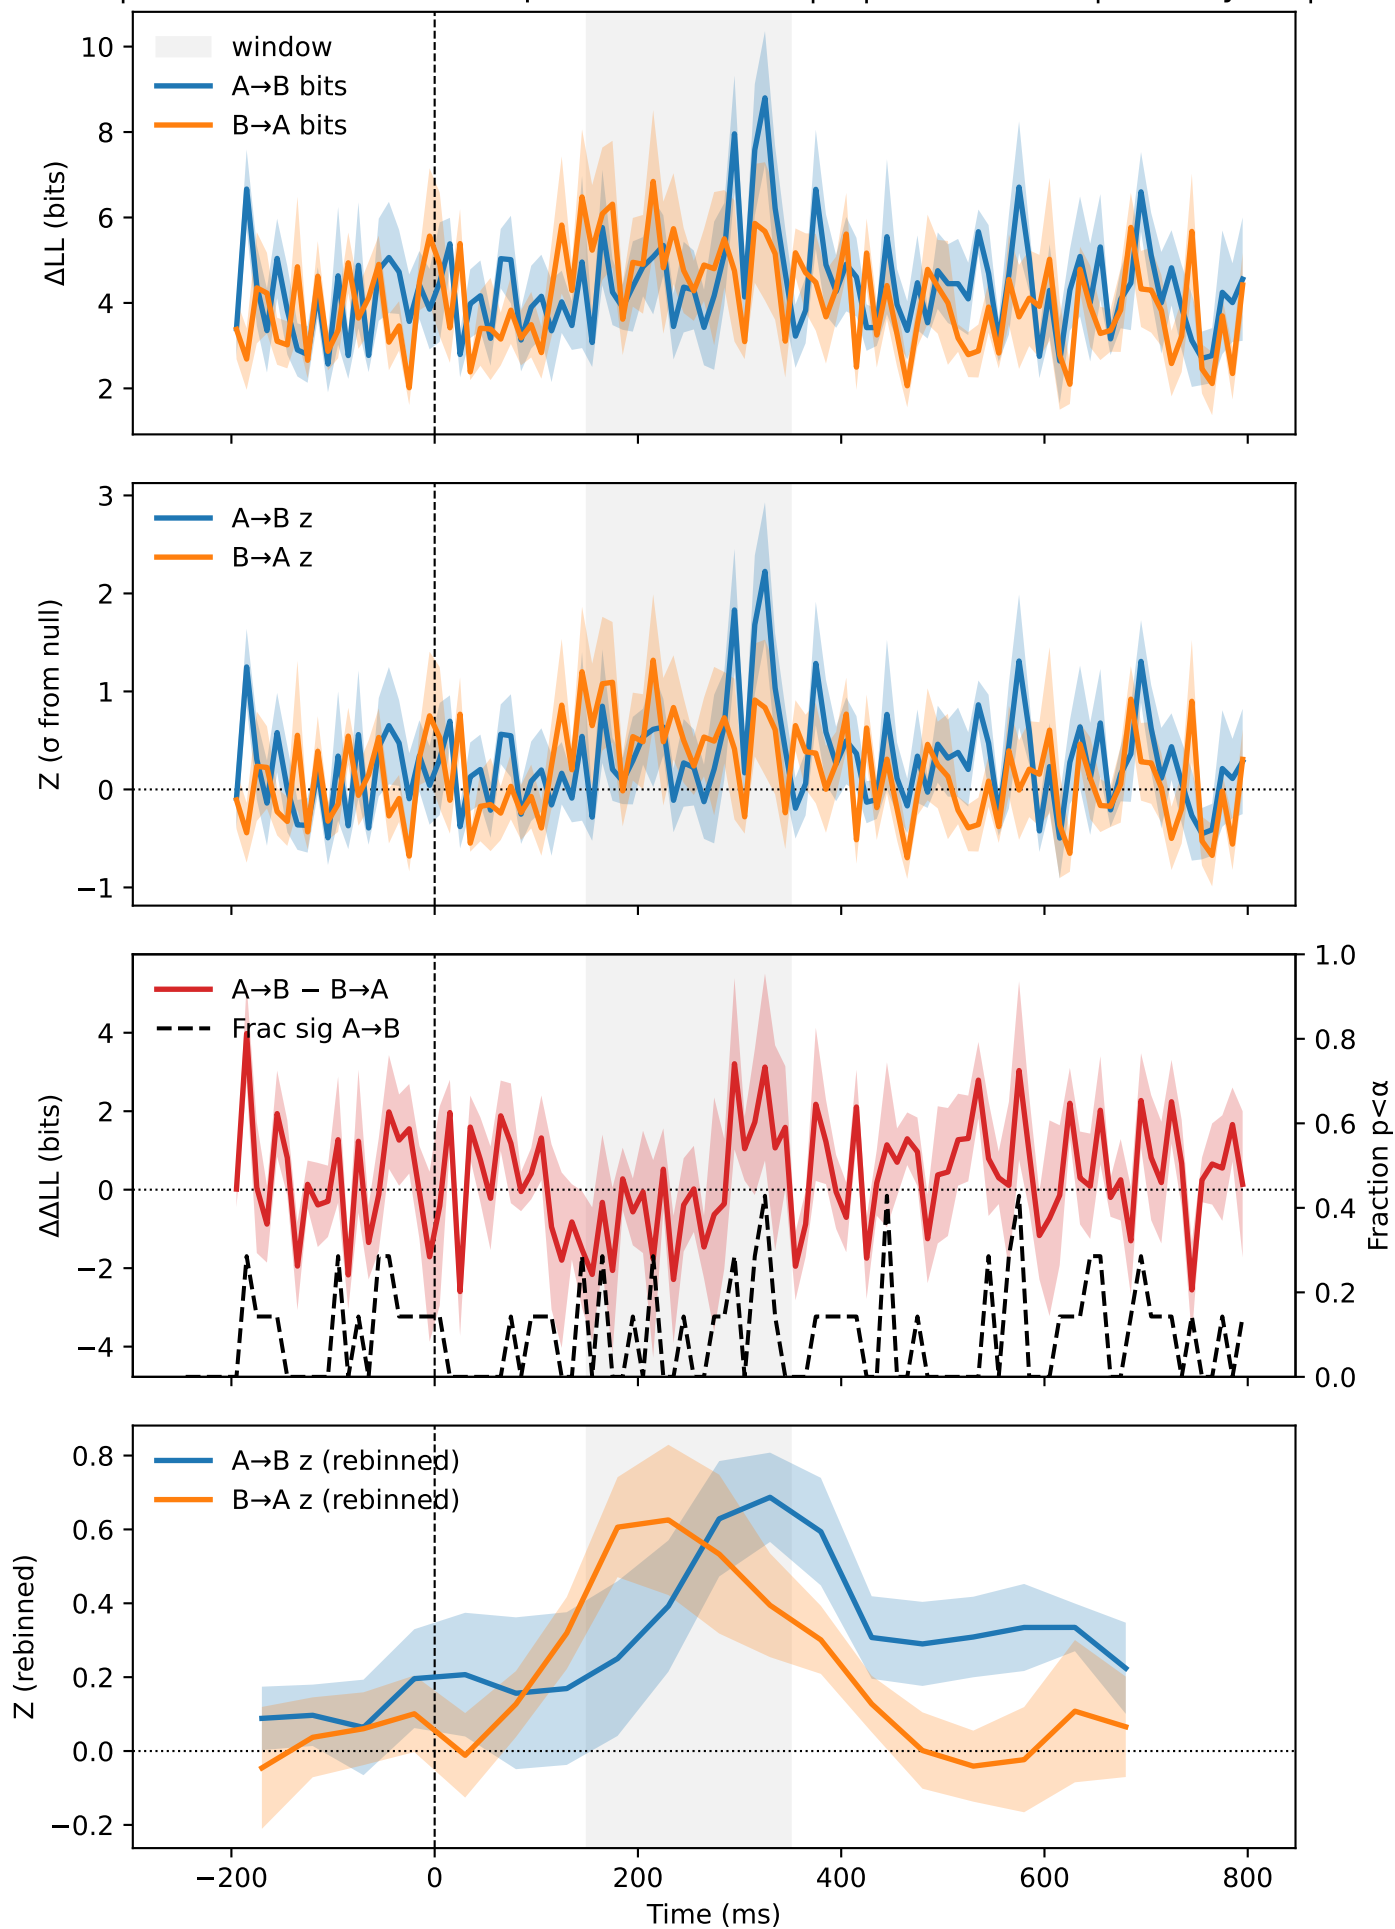 10
8
6
4
2
ΔLL (bits)
window
A→B bits
B→A bits
3
2
1
0
−1
Z (σ from null)
A→B z
B→A z
4
2
0
−2
−4
ΔΔLL (bits)
A→B − B→A
Frac sig A→B
1.0
0.8
0.6
0.4
0.2
0.0
Fraction p<α
0.8
0.6
0.4
0.2
0.0
−0.2
Z (rebinned)
A→B z (rebinned)
B→A z (rebinned)
−200
0
200
400
600
800
Time (ms)